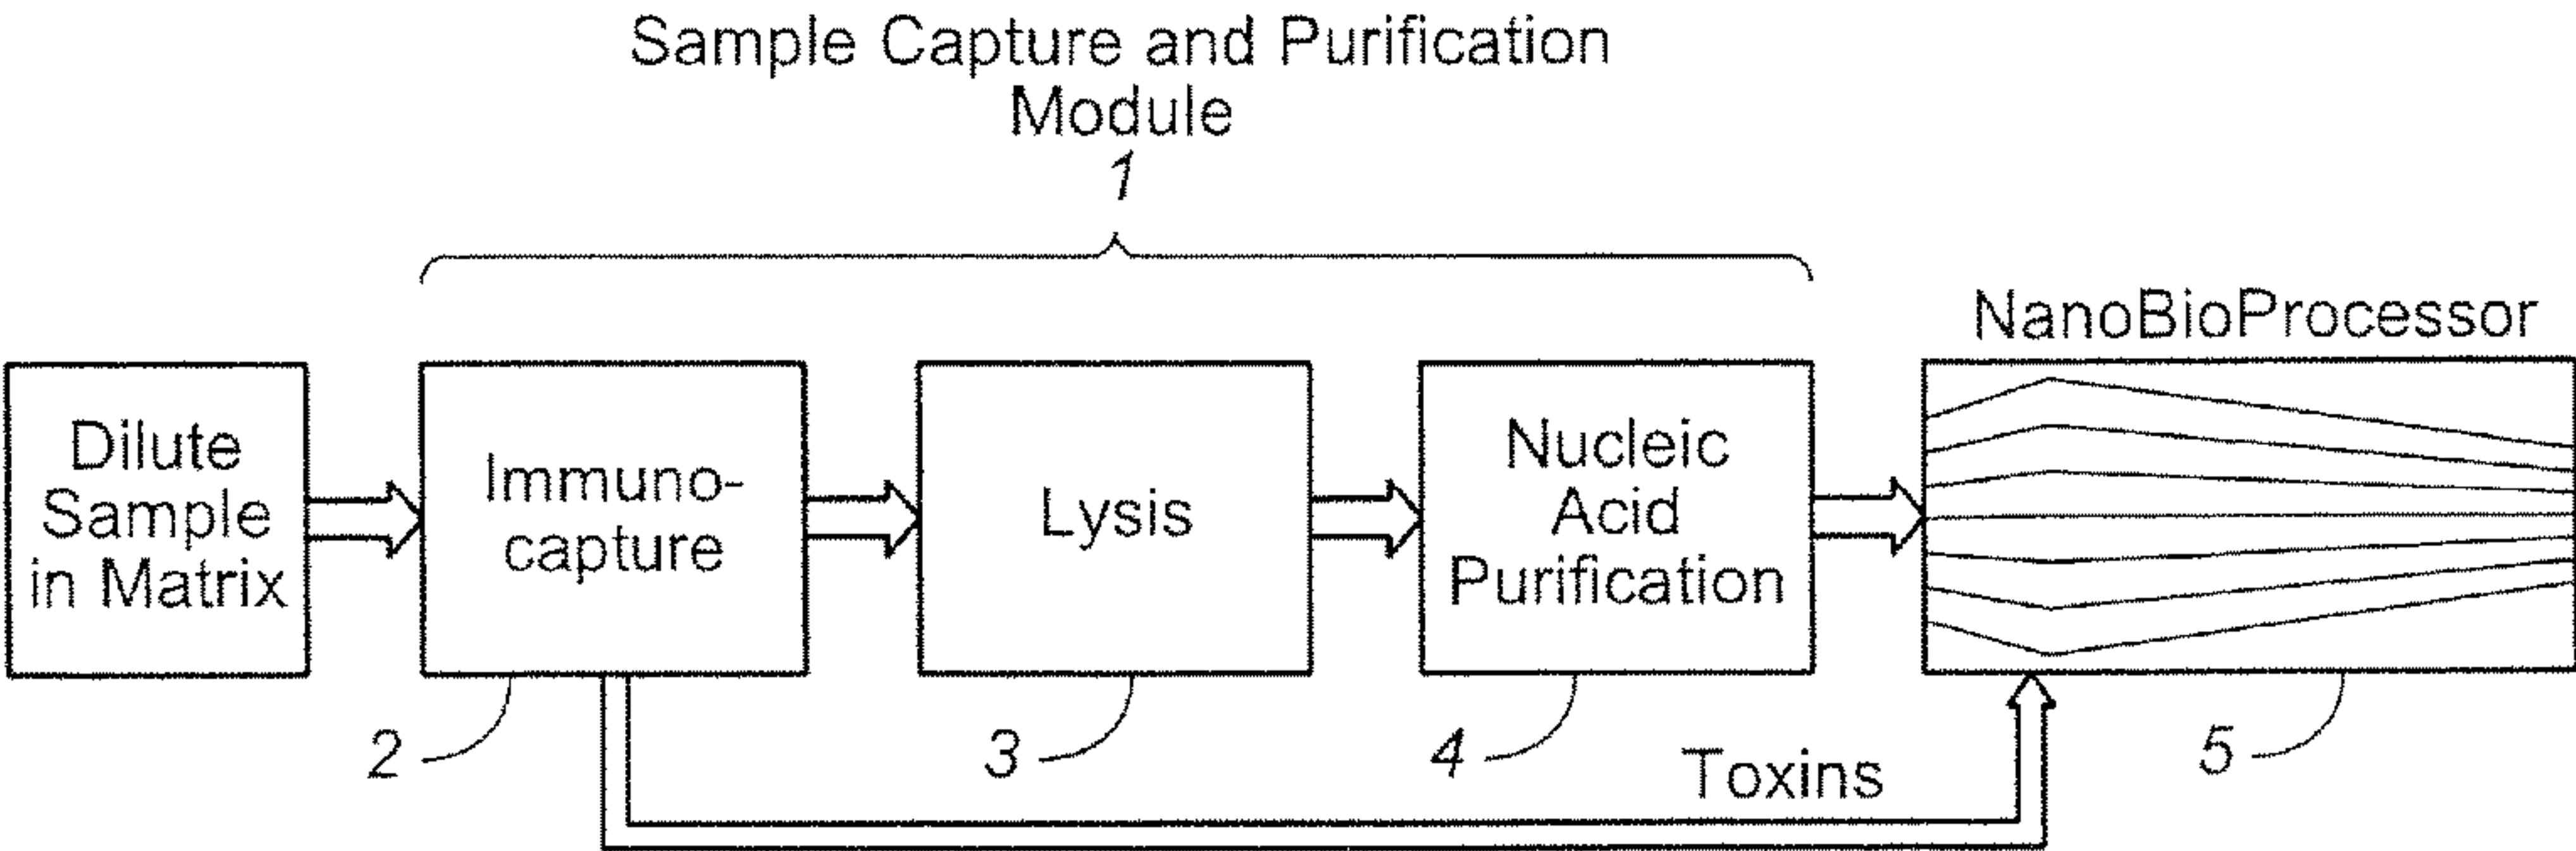 Sample Capture and Purification
Module
1
NanoBioProcessor
Dilute
Sample
in Matrix
Immuno-
capture
Lysis
Nucleic
Acid
Purification
2
3
4
Toxins
5